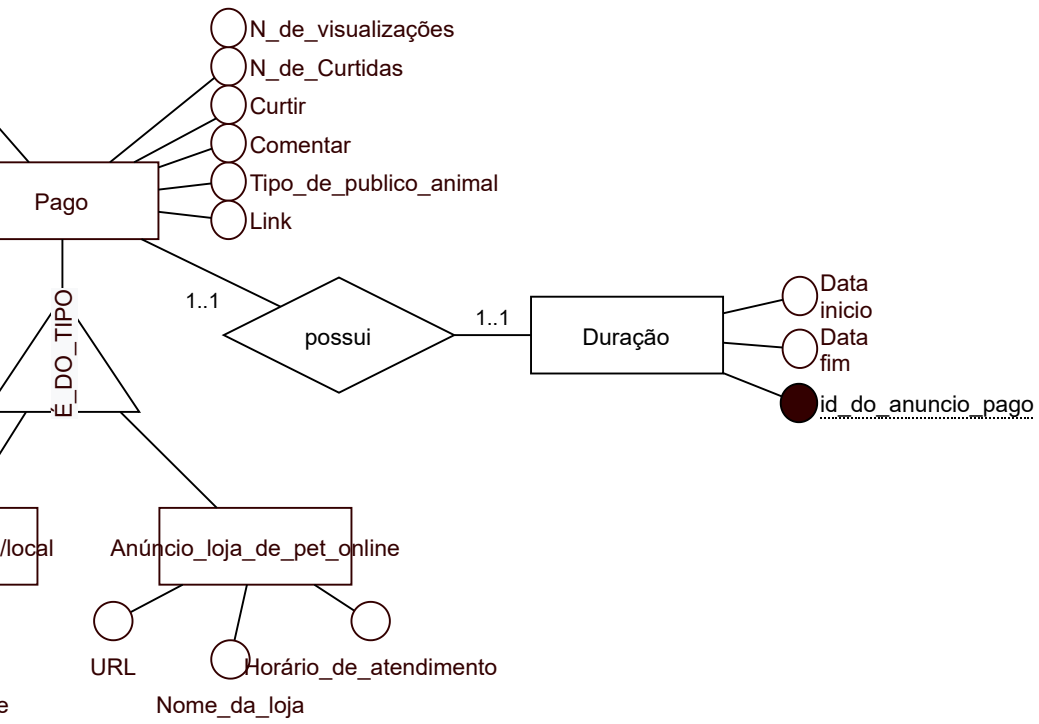 N_de_visualizações
N_de_Curtidas
Curtir
Comentar
Tipo_de_publico_animal
Link
Pago
1..1
possui
1..1
Duração
Data
inicio
Data
fim
id_do_anuncio_pago
E_DO_TIPO
/local
Anúncio_loja_de_pet_online
URL
Horário_de_atendimento
Nome_da_loja
e